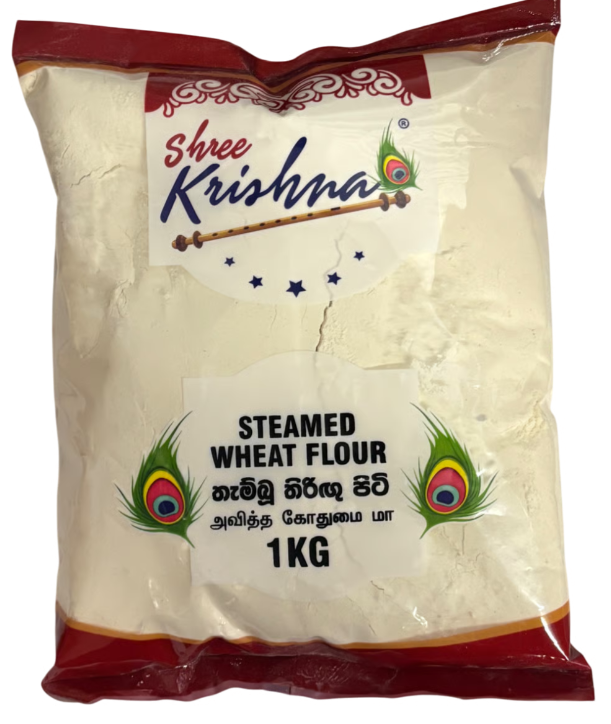 Shree
Krishna
®
STEAMED
WHEAT FLOUR
තැම්බූ තිරිඟු පිටි
அவித்த கோதுமை மா
1KG